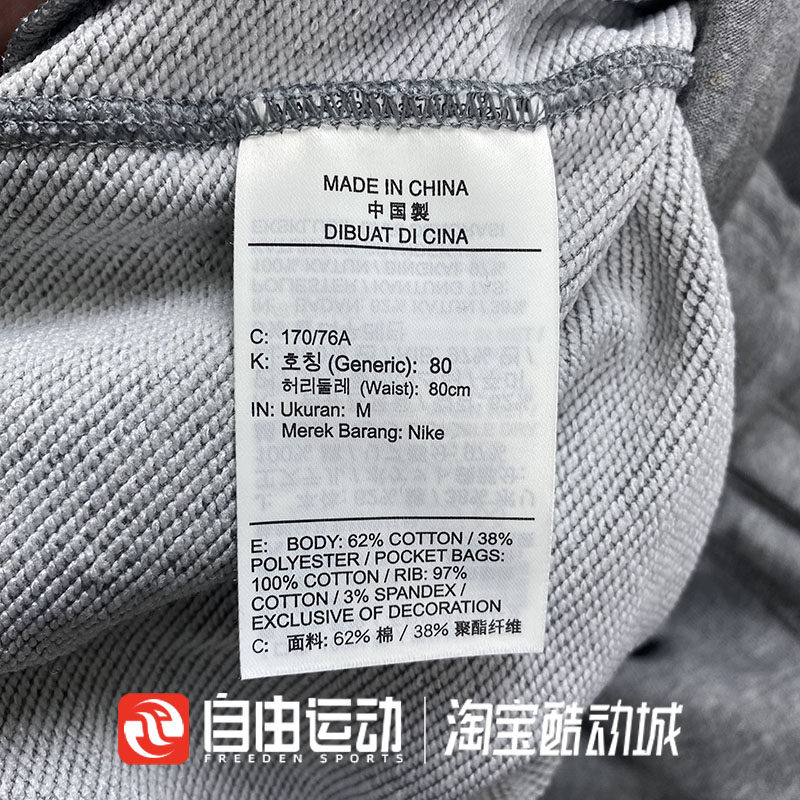 MADE IN CHINA
中国製
DIBUAT DI CINA
C: 170/76A
K: 호칭 (Generic): 80
허리둘레 (Waist): 80cm
IN: Ukuran: M
Merek Barang: Nike
E: BODY: 62% COTTON / 38%
POLYESTER / POCKET BAGS:
100% COTTON / RIB: 97%
COTTON / 3% SPANDEX /
EXCLUSIVE OF DECORATION
C: 面料: 62% 棉 / 38% 聚酯纤维
自由运动
FREEDEN SPORTS
淘宝酷动城